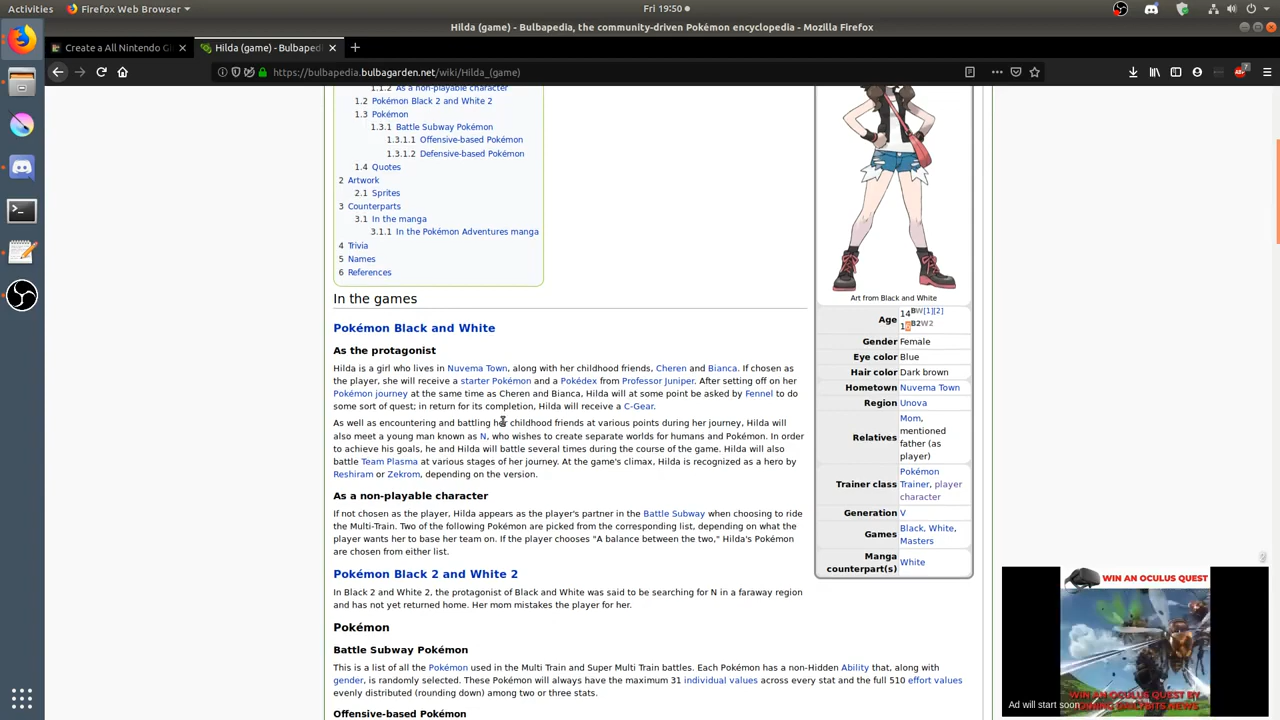 Activities
Firefox Web Browser
Fri 19:50
Hilda (game) - Bulbapedia, the community-driven Pokémon encyclopedia - Mozilla Firefox
Create a All Nintendo G
Hilda (game) - Bulbaped
https://bulbapedia.bulbagarden.net/wiki/Hilda_(game)
7
1.1.2 As a non-playable character
1.2 Pokémon Black 2 and White 2
1.3 Pokémon
1.3.1 Battle Subway Pokémon
1.3.1.1 Offensive-based Pokémon
1.3.1.2 Defensive-based Pokémon
1.4 Quotes
2 Artwork
2.1 Sprites
3 Counterparts
3.1 In the manga
3.1.1 In the Pokémon Adventures manga
4 Trivia
5 Names
6 References
In the games
Pokémon Black and White
As the protagonist
Hilda is a girl who lives in Nuvema Town, along with her childhood friends, Cheren and Bianca. If chosen as
the player, she will receive a starter Pokémon and a Pokédex from Professor Juniper. After setting off on her
Pokémon journey at the same time as Cheren and Bianca, Hilda will at some point be asked by Fennel to do
some sort of quest; in return for its completion, Hilda will receive a C-Gear.
As well as encountering and battling her childhood friends at various points during her journey, Hilda will
also meet a young man known as N, who wishes to create separate worlds for humans and Pokémon. In order
to achieve his goals, he and Hilda will battle several times during the course of the game. Hilda will also
battle Team Plasma at various stages of her journey. At the game's climax, Hilda is recognized as a hero by
Reshiram or Zekrom, depending on the version.
As a non-playable character
If not chosen as the player, Hilda appears as the player's partner in the Battle Subway when choosing to ride
the Multi-Train. Two of the following Pokémon are picked from the corresponding list, depending on what the
player wants her to base her team on. If the player chooses "A balance between the two," Hilda's Pokémon
are chosen from either list.
Pokémon Black 2 and White 2
In Black 2 and White 2, the protagonist of Black and White was said to be searching for N in a faraway region
and has not yet returned home. Her mom mistakes the player for her.
Pokémon
Battle Subway Pokémon
This is a list of all the Pokémon used in the Multi Train and Super Multi Train battles. Each Pokémon has a non-Hidden Ability that, along with
gender, is randomly selected. These Pokémon will always have the maximum 31 individual values across every stat and the full 510 effort values
evenly distributed (rounding down) among two or three stats.
Offensive-based Pokémon
Art from Black and White
Age 14BW[1][2]
16B2W2
Gender Female
Eye color Blue
Hair color Dark brown
Hometown Nuvema Town
Region Unova
Relatives Mom,
mentioned
father (as
player)
Trainer class Pokémon
Trainer, player
character
Generation V
Games Black, White,
Masters
Manga
counterpart(s) White
WIN AN OCULUS QUEST
WIN AN OCULUS QUEST BY
NEWS
Ad will start soon